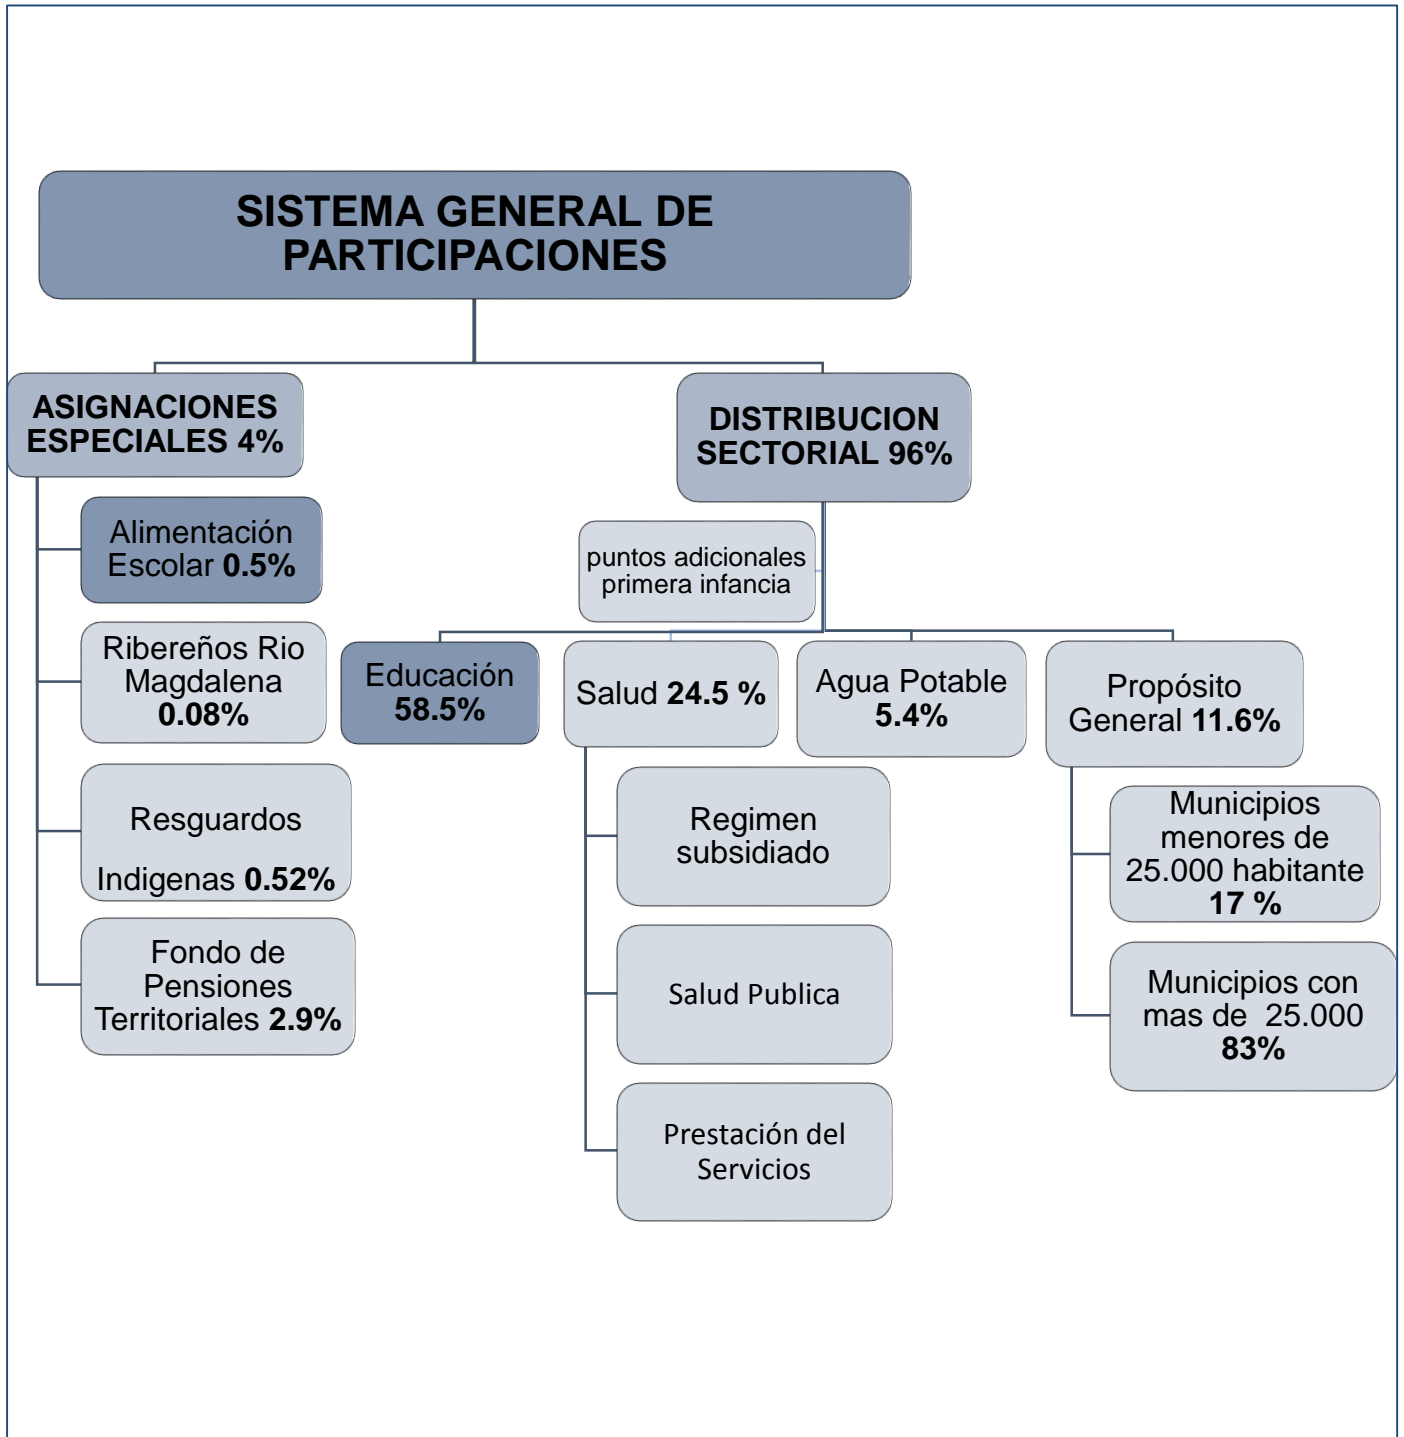 SISTEMA GENERAL DE
PARTICIPACIONES
ASIGNACIONES
ESPECIALES 4%
DISTRIBUCION
SECTORIAL 96%
Alimentación
Escolar 0.5%
Ribereños Rio
Magdalena
0.08%
Resguardos
Indigenas 0.52%
Fondo de
Pensiones
Territoriales 2.9%
puntos adicionales
primera infancia
Educación
58.5%
Salud 24.5 %
Agua Potable
5.4%
Propósito
General 11.6%
Regimen
subsidiado
Salud Publica
Prestación del
Servicios
Municipios
menores de
25.000 habitante
17 %
Municipios con
mas de 25.000
83%